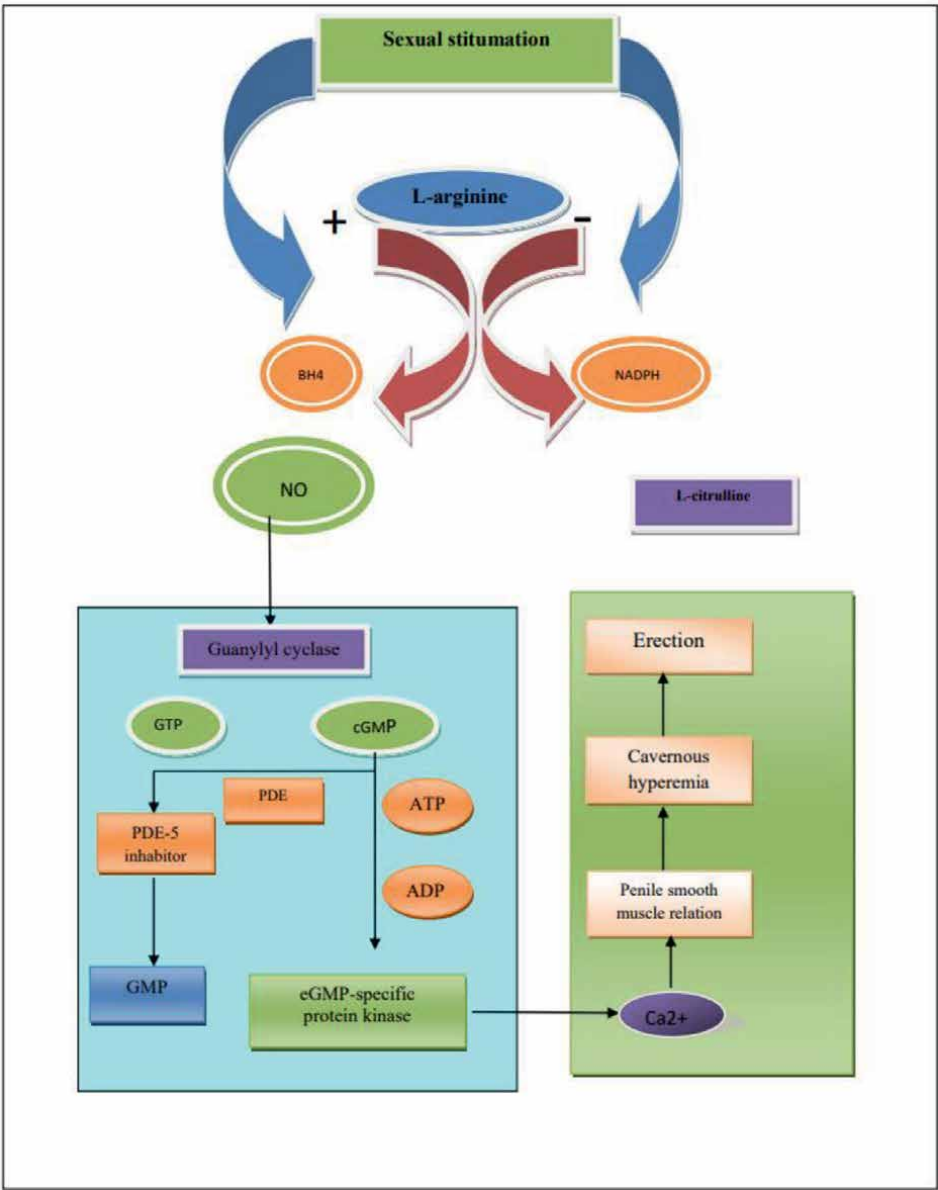 Sexual stitumation
L-arginine
+
-
BH4
NADPH
NO
L-citrulline
Guanylyl cyclase
GTP
cGMP
PDE
ATP
PDE-5
inhabitor
ADP
GMP
eGMP-specific
protein kinase
Erection
Cavernous
hyperemia
Penile smooth
muscle relation
Ca2+